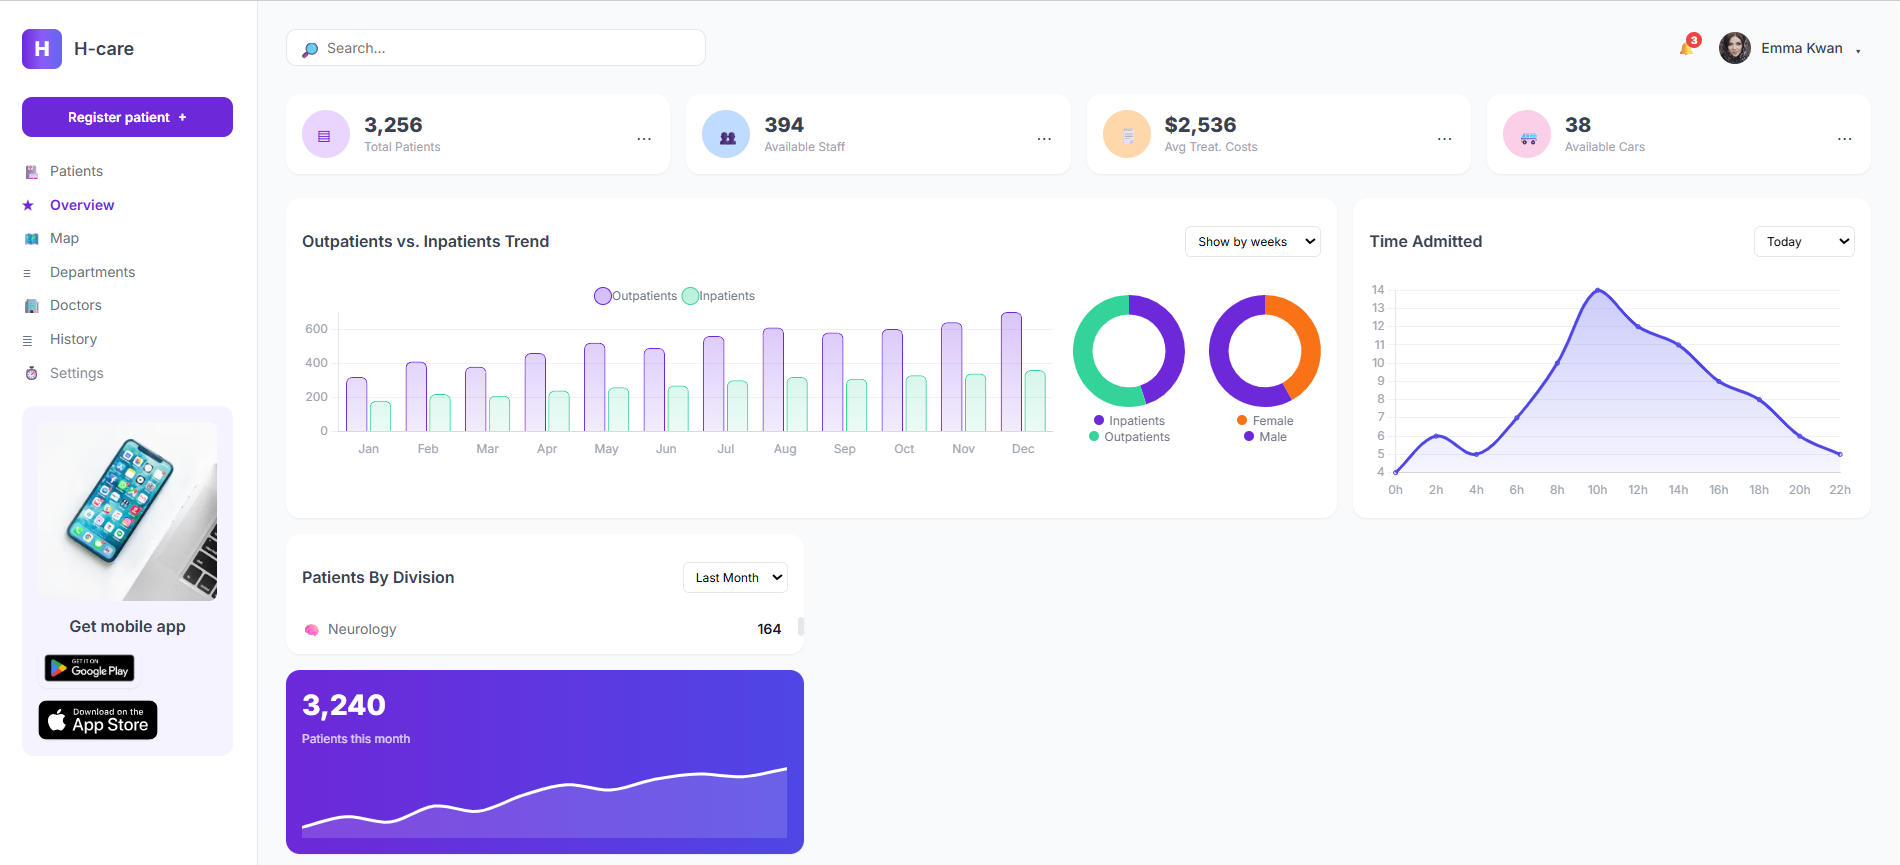 H
H-care
Register patient +
Patients
Overview
Map
Departments
Doctors
History
Settings
Get mobile app
GET IT ON
Google Play
Download on the
App Store
Search...
3
Emma Kwan
3,256
Total Patients
...
394
Available Staff
...
$2,536
Avg Treat. Costs
...
38
Available Cars
...
Outpatients vs. Inpatients Trend
Show by weeks
Outpatients Inpatients
600
400
200
0
Jan Feb Mar Apr May Jun Jul Aug Sep Oct Nov Dec
Inpatients
Outpatients
Female
Male
Time Admitted
Today
14
13
12
11
10
9
8
7
6
5
4
0h 2h 4h 6h 8h 10h 12h 14h 16h 18h 20h 22h
Patients By Division
Last Month
Neurology 164
3,240
Patients this month